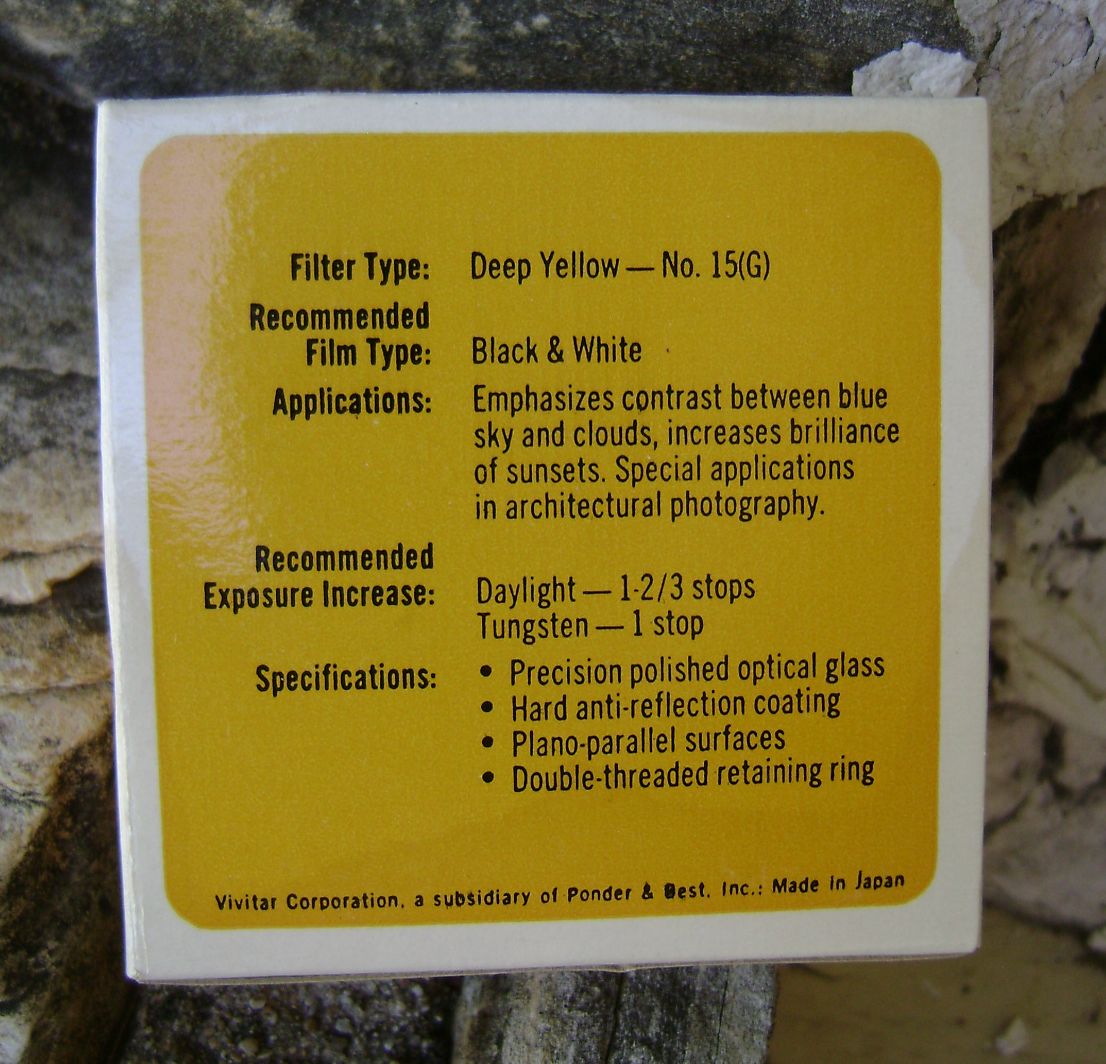 Filter Type: Deep Yellow — No. 15(G)
Recommended
Film Type: Black & White
Applications: Emphasizes contrast between blue
sky and clouds, increases brilliance
of sunsets. Special applications
in architectural photography.
Recommended
Exposure Increase: Daylight — 1-2/3 stops
Tungsten — 1 stop
Specifications: • Precision polished optical glass
• Hard anti-reflection coating
• Plano-parallel surfaces
• Double-threaded retaining ring
Vivitar Corporation, a subsidiary of Ponder & Best, Inc.: Made in Japan